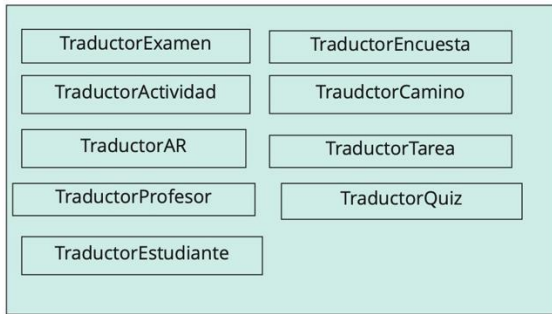 TraductorExamen
TraductorEncuesta
TraductorActividad
TraudctorCamino
TraductorAR
TraductorTarea
TraductorProfesor
TraductorQuiz
TraductorEstudiante